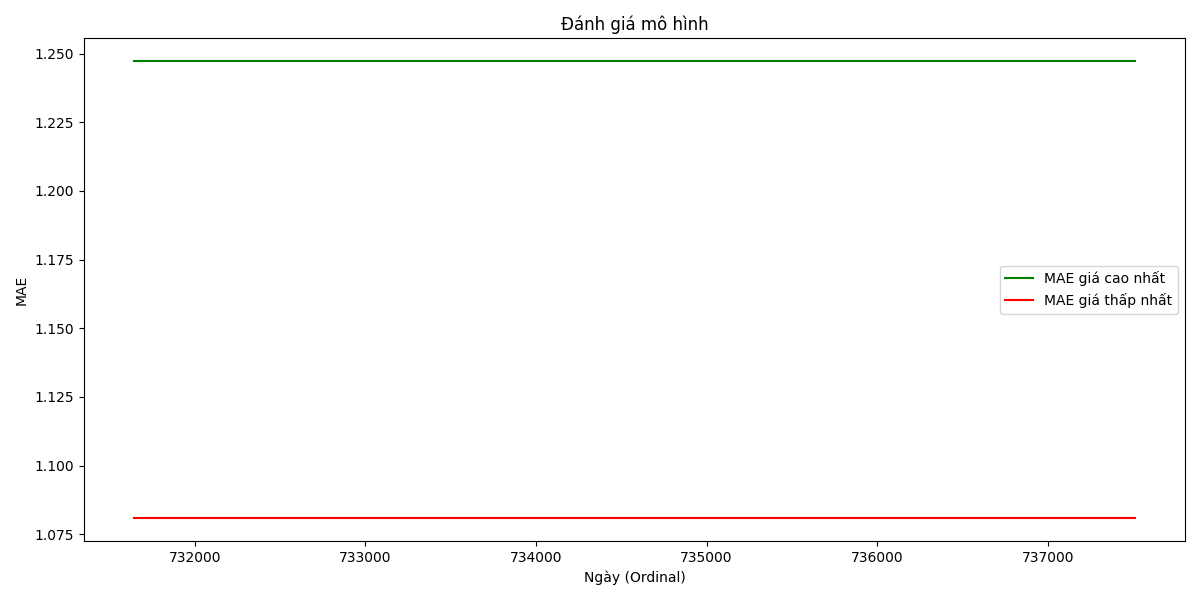 Đánh giá mô hình
1.250
1.225
1.200
1.175
1.150
1.125
1.100
1.075
MAE
MAE giá cao nhất
MAE giá thấp nhất
732000 733000 734000 735000 736000 737000
Ngày (Ordinal)